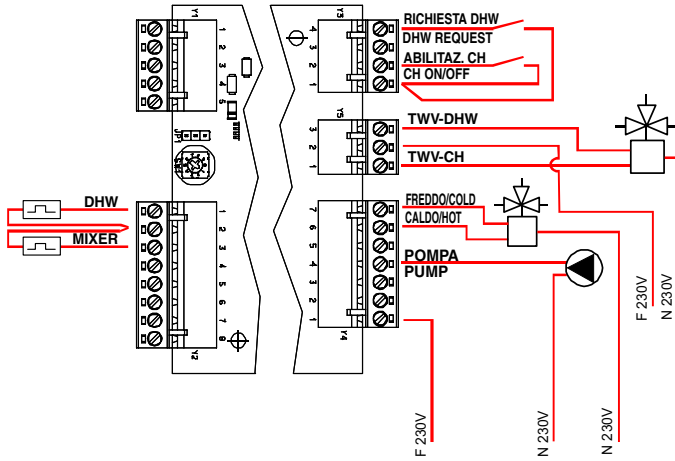 Y1
1
2
3
4
5
JP1
SW1
DHW
MIXER
1
2
3
4
5
6
7
8
Y2
Y3
4
3
2
1
RICHIESTA DHW
DHW REQUEST
ABILITAZ. CH
CH ON/OFF
Y5
3
2
1
TWV-DHW
TWV-CH
7
6
5
4
3
2
1
Y4
FREDDO/COLD
CALDO/HOT
POMPA
PUMP
F 230V
N 230V
F 230V
N 230V
N 230V